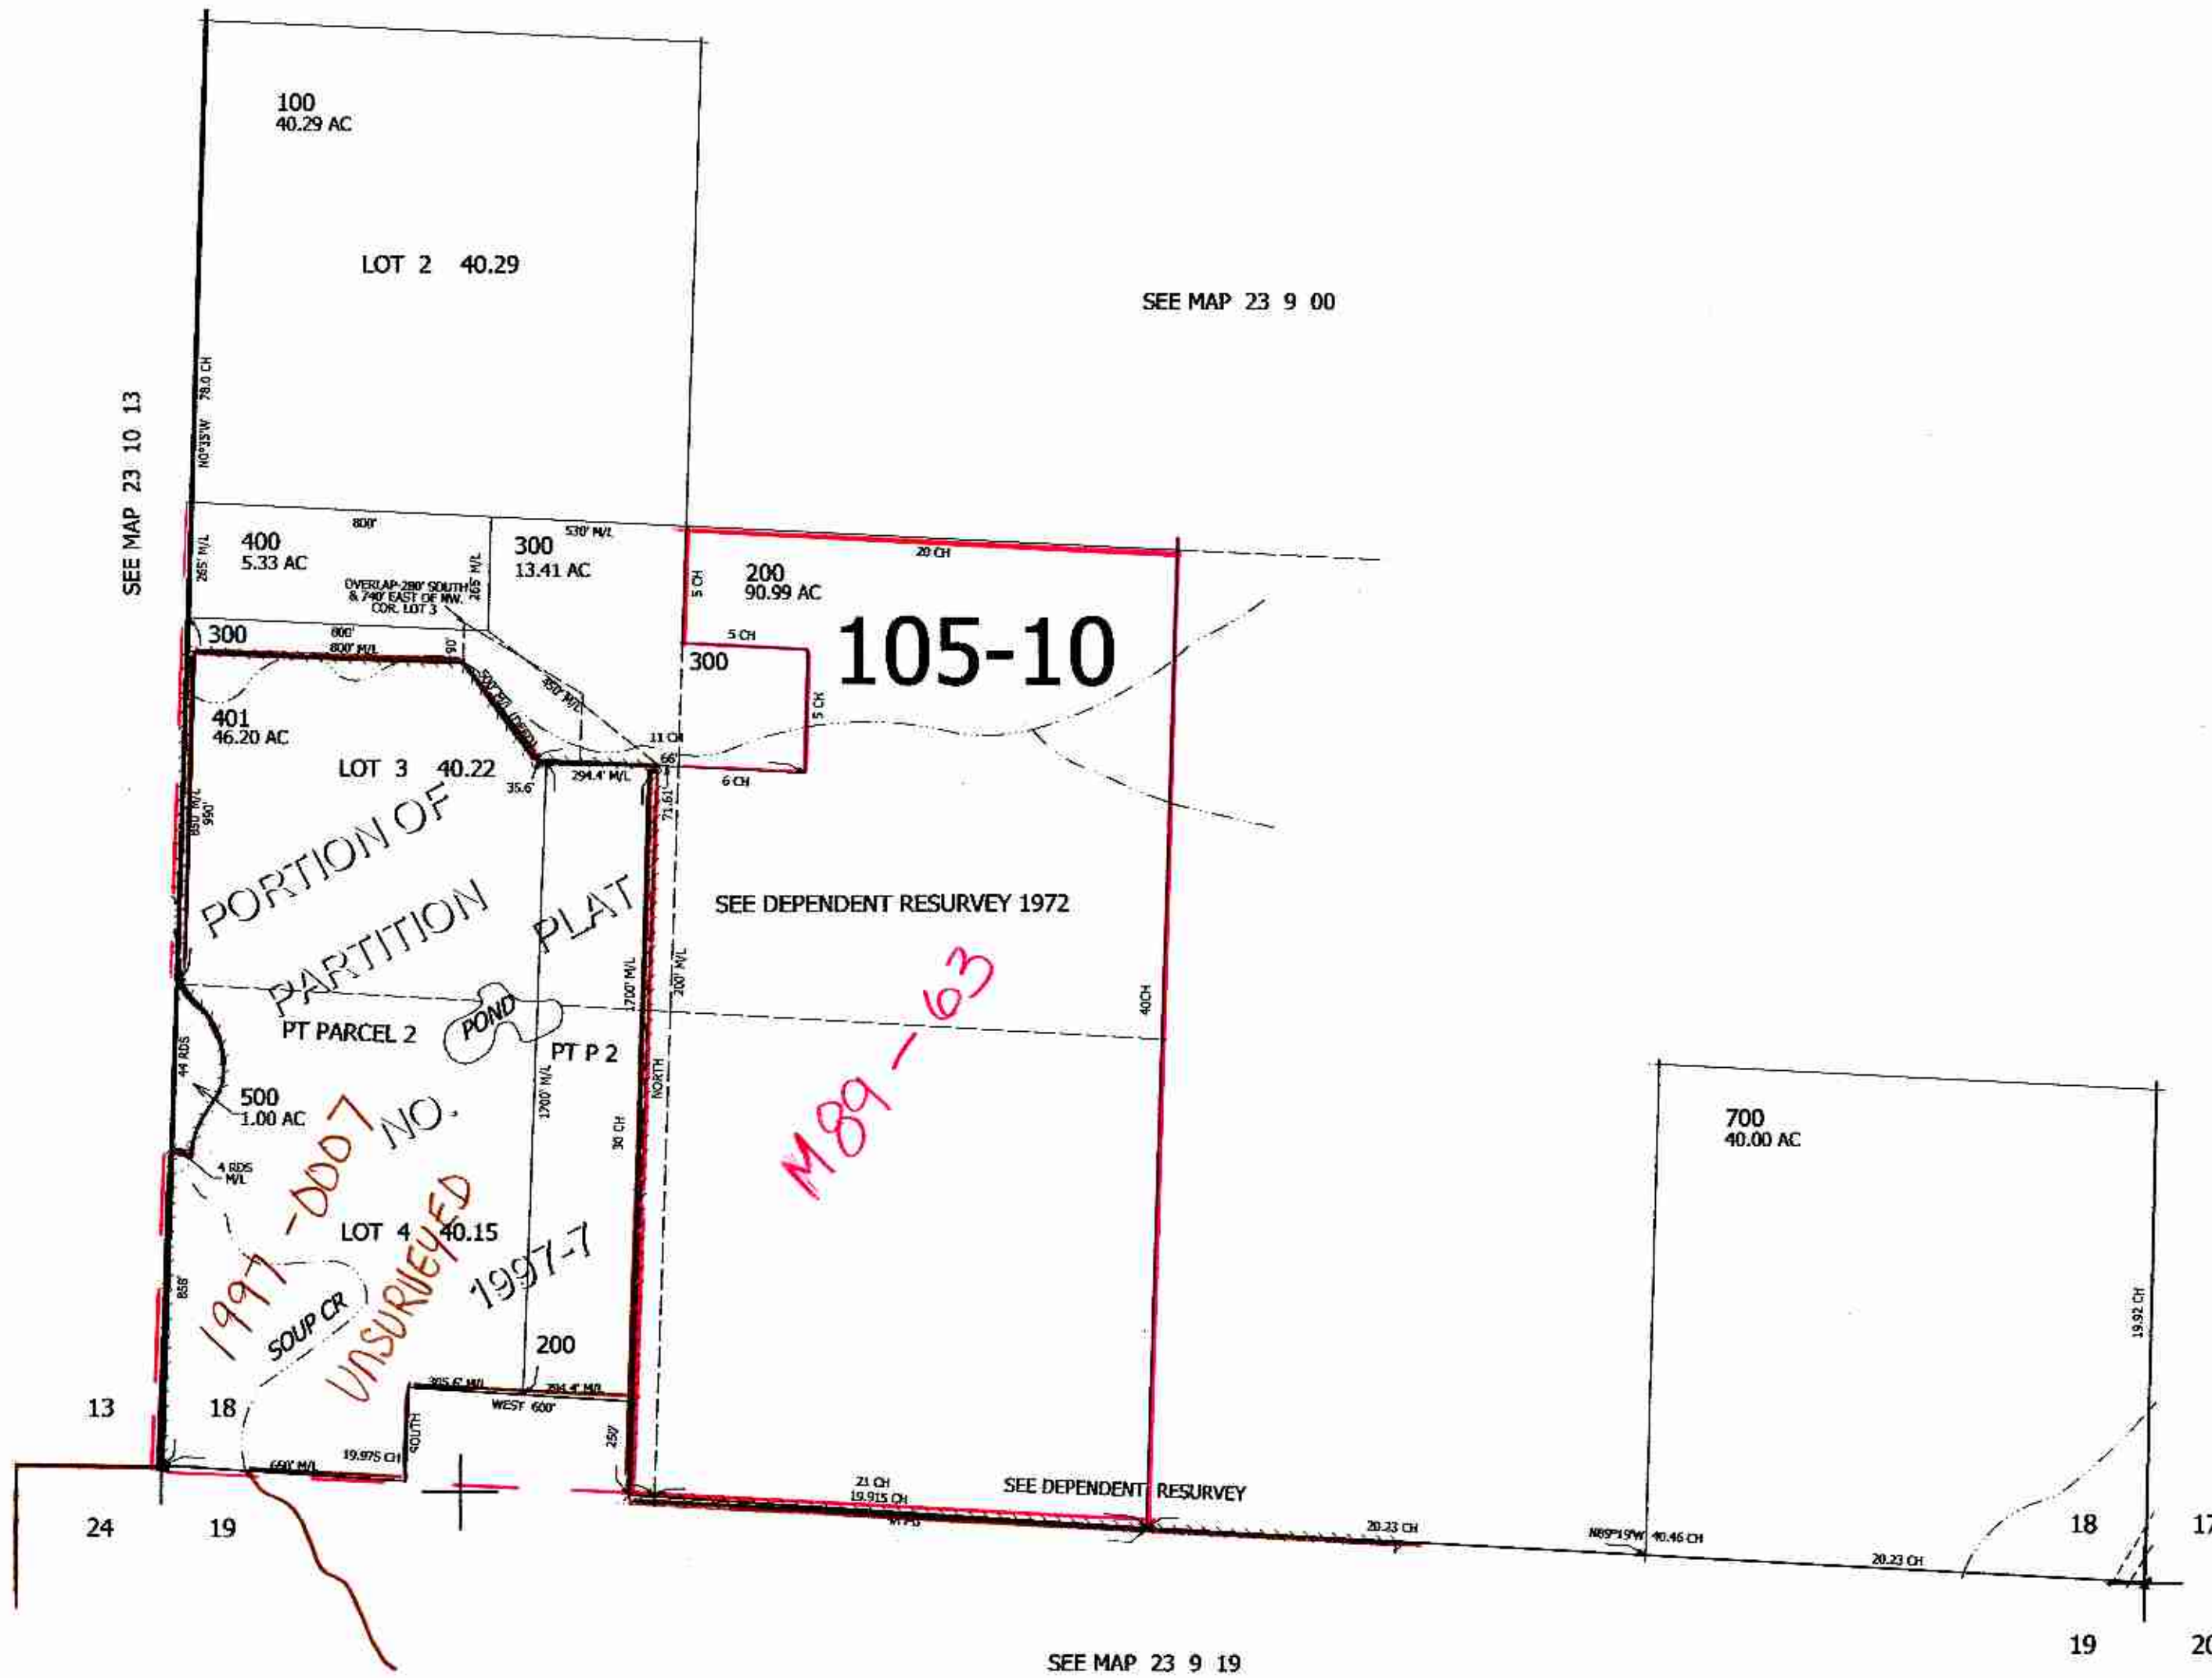 100
40.29 AC
LOT 2 40.29
SEE MAP 23 9 00
SEE MAP 23 10 13
N0°35'W 78.0 CH
800'
530' M/L
20 CH
265' M/L
400
5.33 AC
265' M/L
300
13.41 AC
5 CH
200
90.99 AC
OVERLAP-280' SOUTH
& 740' EAST OF NW.
COR. LOT 3
105-10
300
800'
800' M/L
90'
5 CH
300
5 CH
450' M/L
401
46.20 AC
11 CH
66'
LOT 3 40.22
35.6'
294.4' M/L
6 CH
71.61'
850' M/L
990'
PORTION OF
PARTITION PLAT
SEE DEPENDENT RESURVEY 1972
M89-63
1700' M/L
200' M/L
40CH
PT PARCEL 2
POND
PT P 2
44 RDS
NORTH
1700' M/L
500
1.00 AC
NO.
30 CH
700
40.00 AC
4 RDS
M/L
1997-0007
LOT 4 40.15
UNSURVEYED
1997-7
858'
SOUP CR
19.92 CH
200
WEST 600'
13
18
SOUTH
250'
19.975 CH
650' M/L
21 CH
19.915 CH
SEE DEPENDENT RESURVEY
24
19
20.23 CH
N89°19'W 40.46 CH
20.23 CH
18
17
19
20
SEE MAP 23 9 19